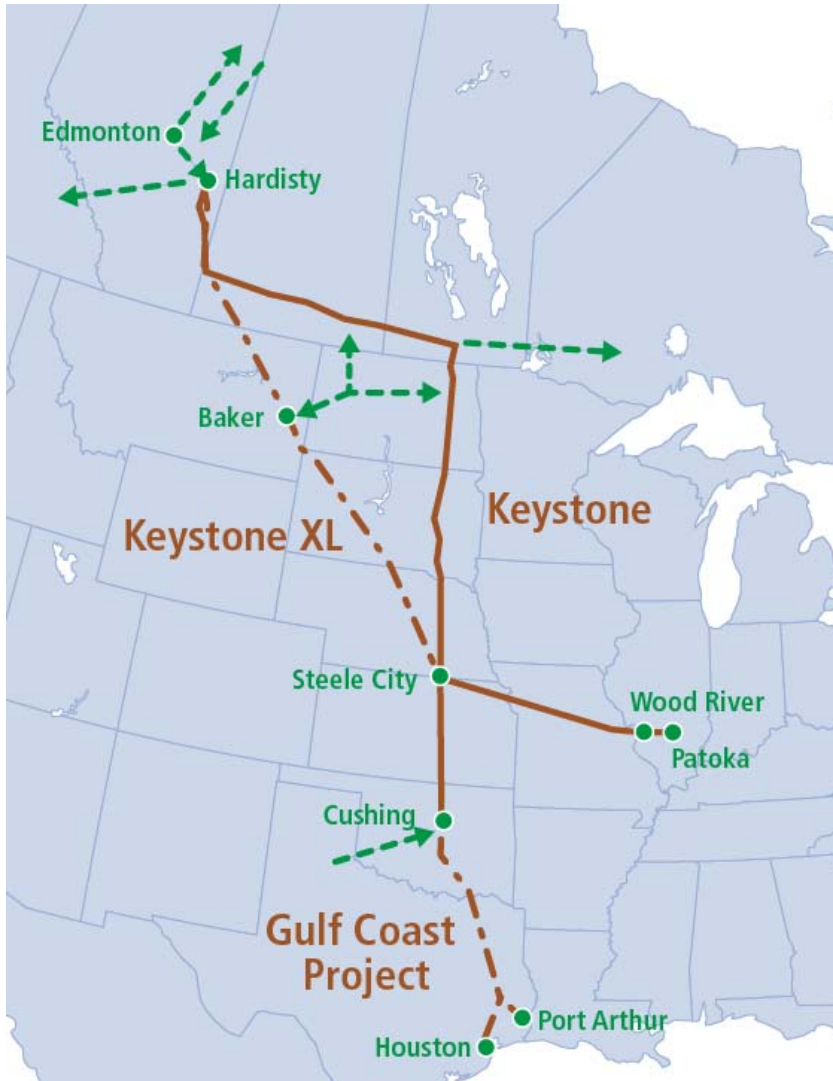 Edmonton
Hardisty
Baker
Keystone XL
Keystone
Steele City
Wood River
Patoka
Cushing
Gulf Coast
Project
Port Arthur
Houston